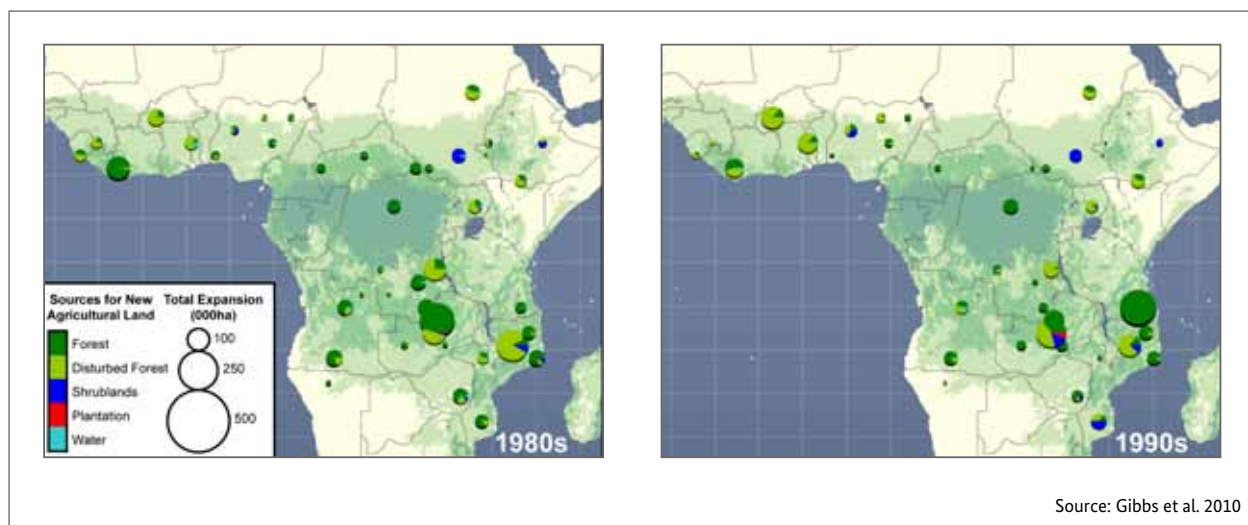 Sources for New
Agricultural Land
Forest
Disturbed Forest
Shrublands
Plantation
Water
Total Expansion
(000ha)
100
250
500
1980s
1990s
Source: Gibbs et al. 2010